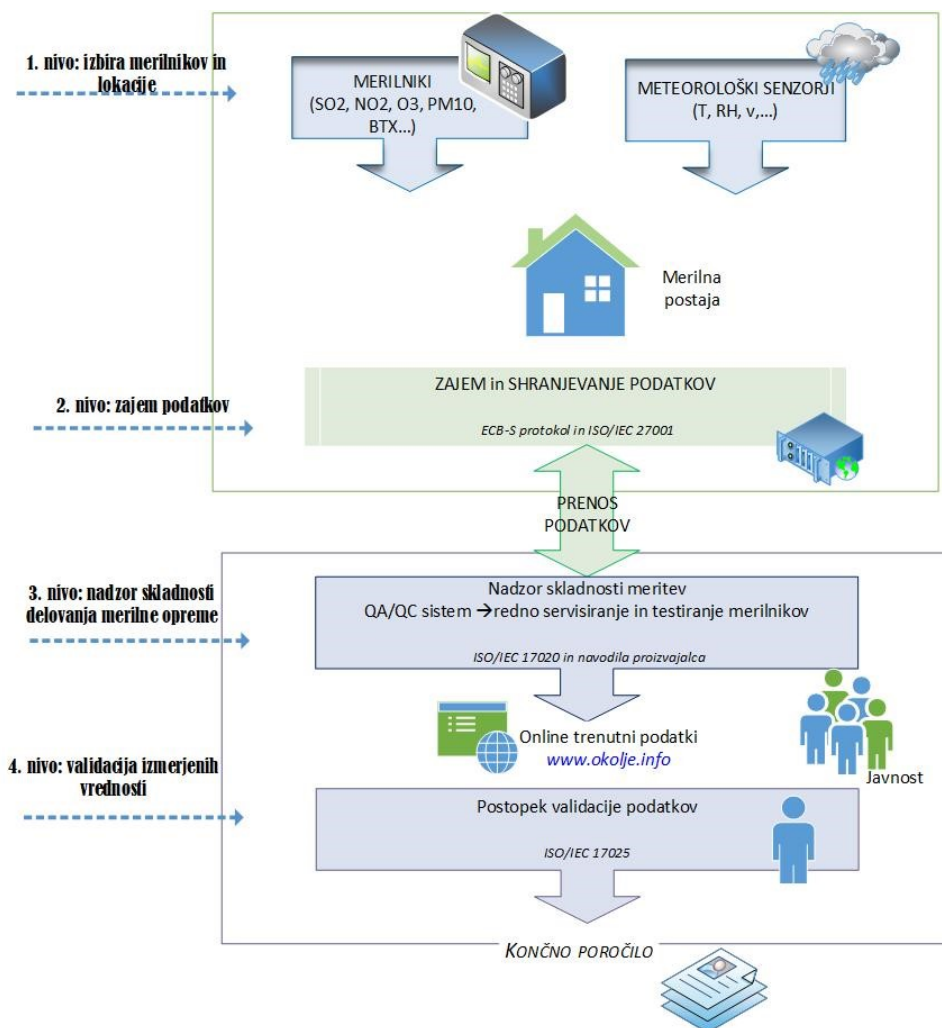 1. nivo: izbira merilnikov in
lokacije
MERILNIKI
(SO2, NO2, O3, PM10,
BTX...)
METEOROLOŠKI SENZORJI
(T, RH, v,...)
Merilna
postaja
2. nivo: zajem podatkov
ZAJEM in SHRANJEVANJE PODATKOV
ECB-S protokol in ISO/IEC 27001
PRENOS
PODATKOV
3. nivo: nadzor skladnosti
delovanja merilne opreme
Nadzor skladnosti meritev
QA/QC sistem →redno servisiranje in testiranje merilnikov
ISO/IEC 17020 in navodila proizvajalca
Online trenutni podatki
www.okolje.info
Javnost
4. nivo: validacija izmerjenih
vrednosti
Postopek validacije podatkov
ISO/IEC 17025
KONČNO POROČILO